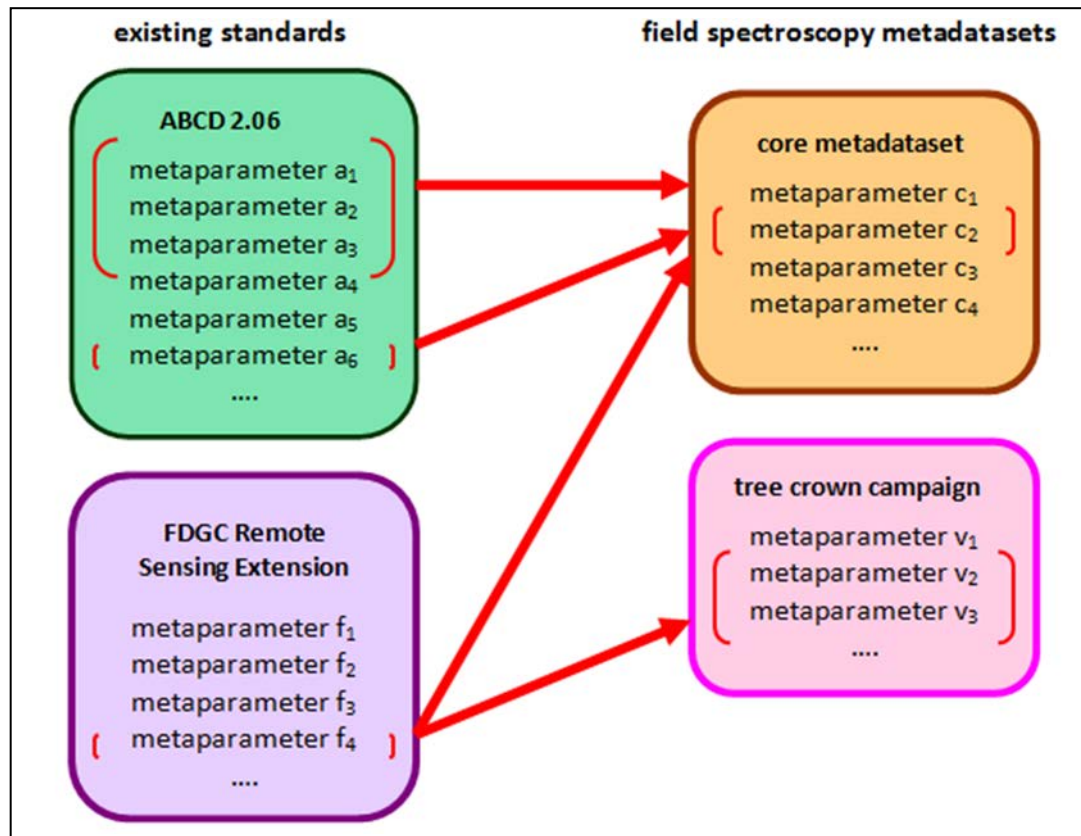 existing standards
field spectroscopy metadatasets
ABCD 2.06
metaparameter a₁
metaparameter a₂
metaparameter a₃
metaparameter a₄
metaparameter a₅
metaparameter a₆
....
FDGC Remote
Sensing Extension
metaparameter f₁
metaparameter f₂
metaparameter f₃
metaparameter f₄
....
core metadataset
metaparameter c₁
metaparameter c₂
metaparameter c₃
metaparameter c₄
....
tree crown campaign
metaparameter v₁
metaparameter v₂
metaparameter v₃
....